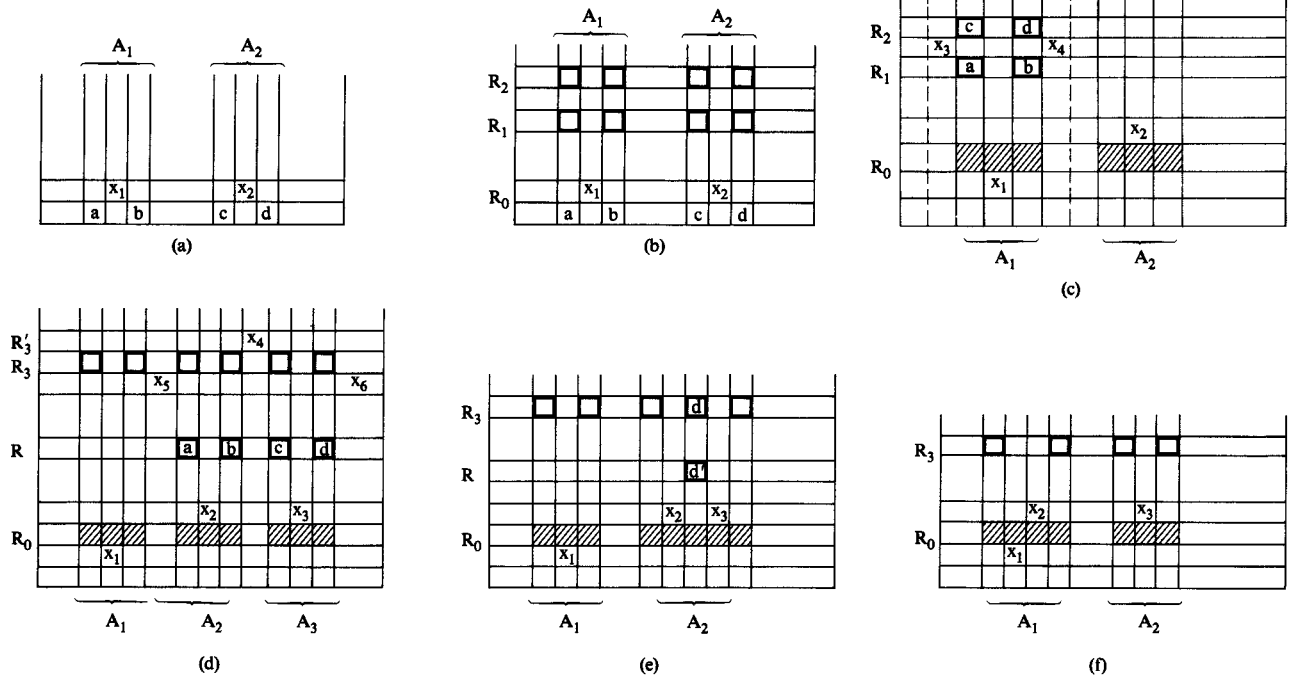 A₁ A₂
x₁ x₂
a b c d
(a)
A₁ A₂
R₂
R₁
x₁ x₂
R₀ a b c d
(b)
R₂ c d
x₃ x₄
R₁ a b
x₂
R₀
x₁
A₁ A₂
(c)
R′₃ x₄
R₃
x₅ x₆
R a b c d
x₂ x₃
R₀
x₁
A₁ A₂ A₃
(d)
R₃ d
R d′
x₂ x₃
R₀
x₁
A₁ A₂
(e)
R₃
x₂ x₃
R₀
x₁
A₁ A₂
(f)